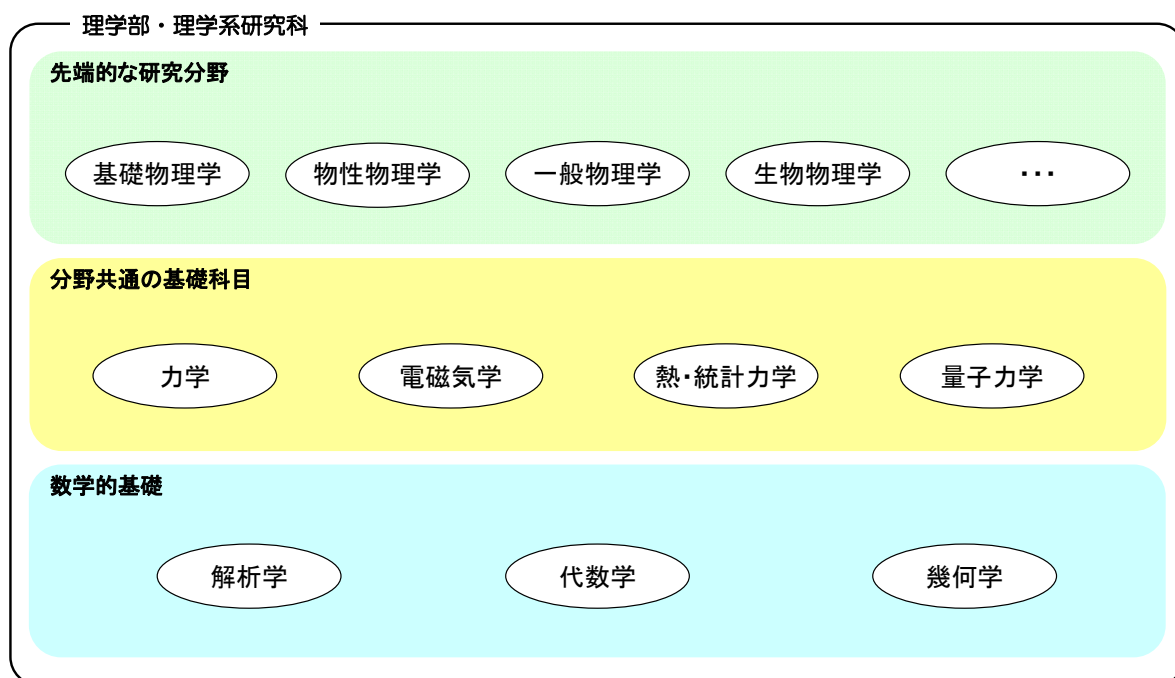 理学部・理学系研究科
先端的な研究分野
基礎物理学
物性物理学
一般物理学
生物物理学
・・・
分野共通の基礎科目
力学
電磁気学
熱・統計力学
量子力学
数学的基礎
解析学
代数学
幾何学